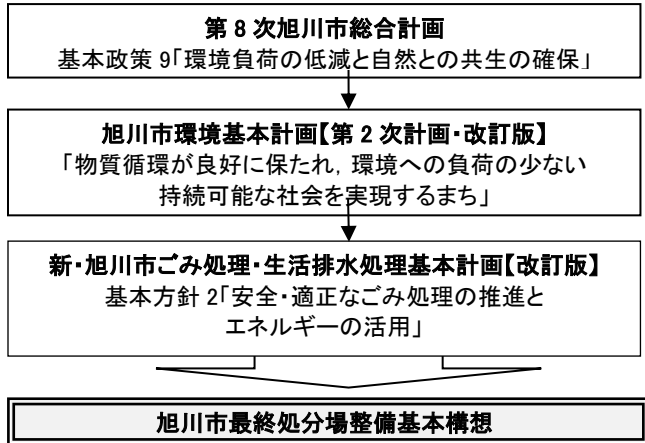 第 8 次旭川市総合計画
基本政策 9「環境負荷の低減と自然との共生の確保」
旭川市環境基本計画【第 2 次計画・改訂版】
「物質循環が良好に保たれ，環境への負荷の少ない
持続可能な社会を実現するまち」
新・旭川市ごみ処理・生活排水処理基本計画【改訂版】
基本方針 2「安全・適正なごみ処理の推進と
エネルギーの活用」
旭川市最終処分場整備基本構想